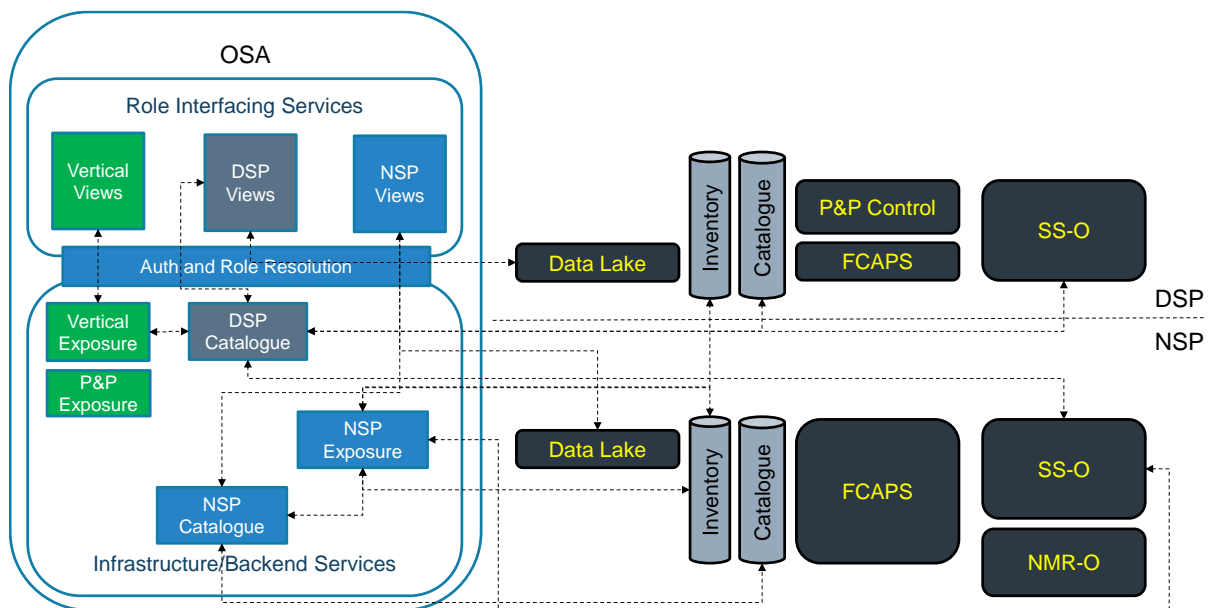 OSA
Role Interfacing Services
Vertical
Views
DSP
Views
NSP
Views
Auth and Role Resolution
Vertical
Exposure
DSP
Catalogue
P&P
Exposure
NSP
Exposure
NSP
Catalogue
Infrastructure/Backend Services
Data Lake
Inventory
Catalogue
P&P Control
FCAPS
SS-O
DSP
NSP
Data Lake
Inventory
Catalogue
FCAPS
SS-O
NMR-O